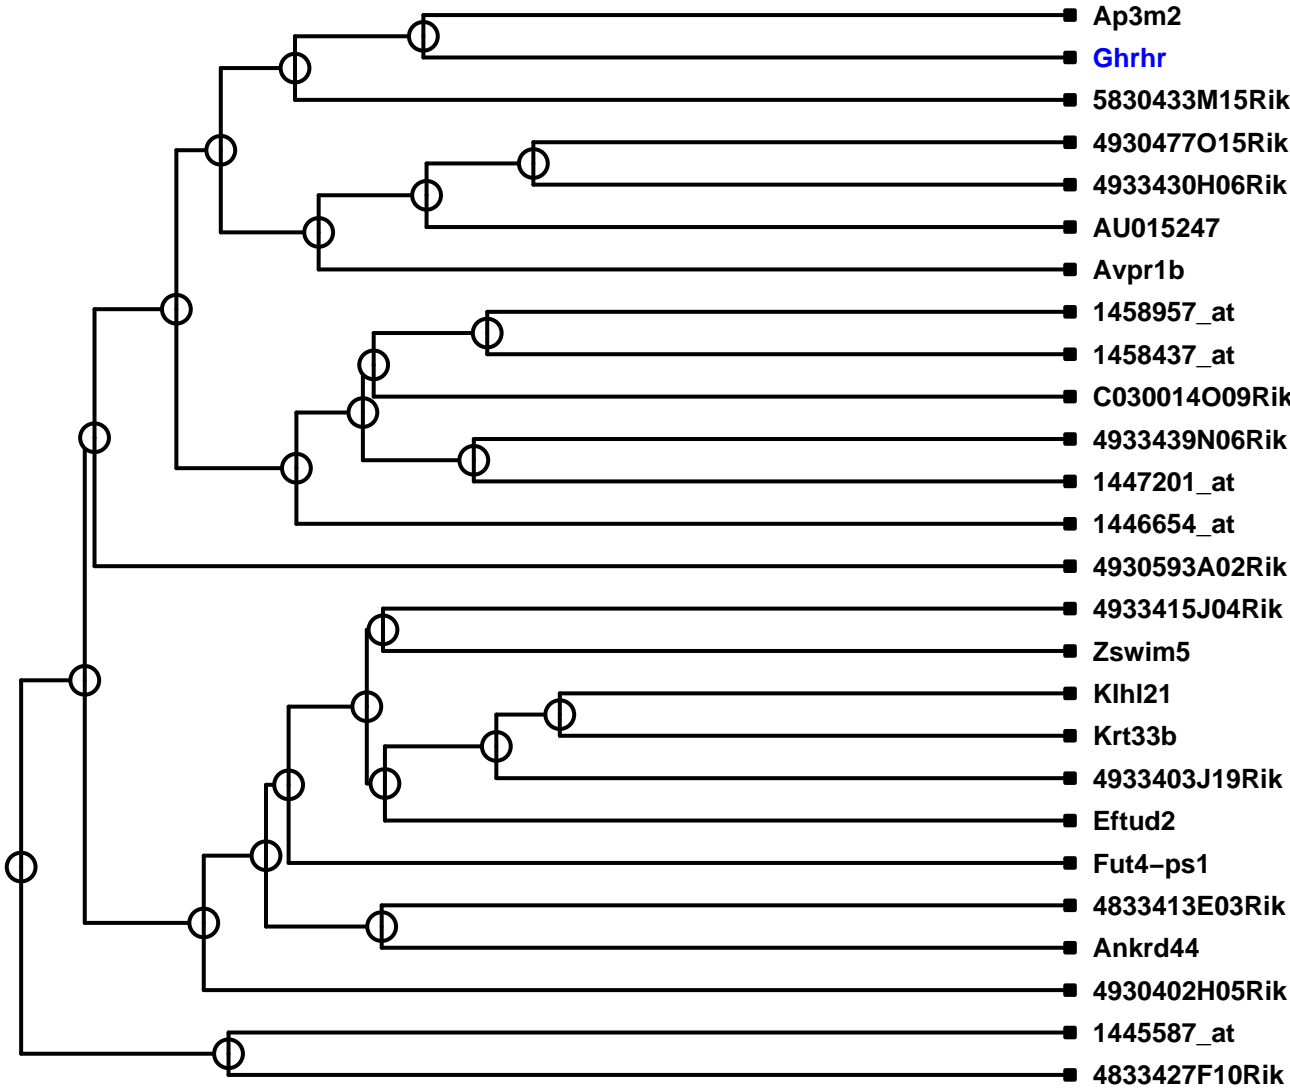 Ap3m2
Ghrhr
5830433M15Rik
4930477O15Rik
4933430H06Rik
AU015247
Avpr1b
1458957_at
1458437_at
C030014O09Rik
4933439N06Rik
1447201_at
1446654_at
4930593A02Rik
4933415J04Rik
Zswim5
Klhl21
Krt33b
4933403J19Rik
Eftud2
Fut4−ps1
4833413E03Rik
Ankrd44
4930402H05Rik
1445587_at
4833427F10Rik